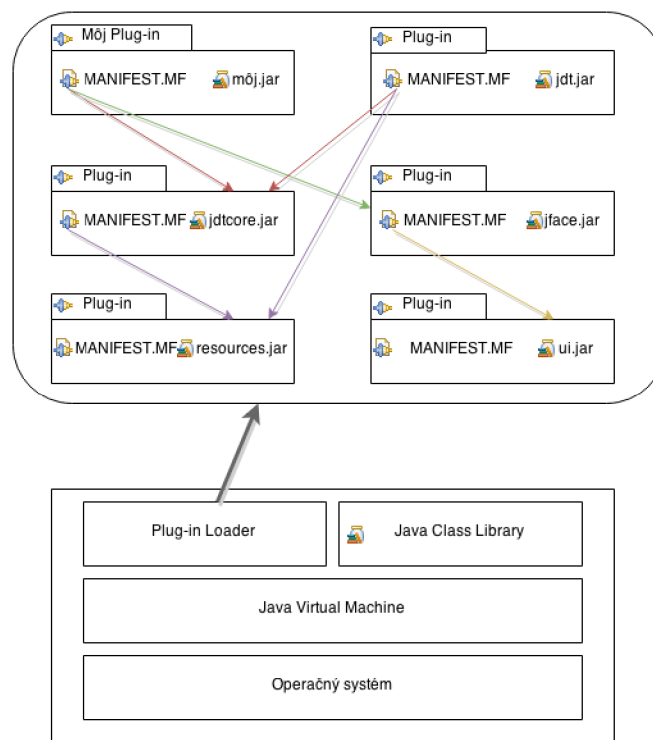 Môj Plug-in
MANIFEST.MF môj.jar
Plug-in
MANIFEST.MF jdt.jar
Plug-in
MANIFEST.MF jdtcore.jar
Plug-in
MANIFEST.MF jface.jar
Plug-in
MANIFEST.MF resources.jar
Plug-in
MANIFEST.MF ui.jar
Plug-in Loader
Java Class Library
Java Virtual Machine
Operačný systém